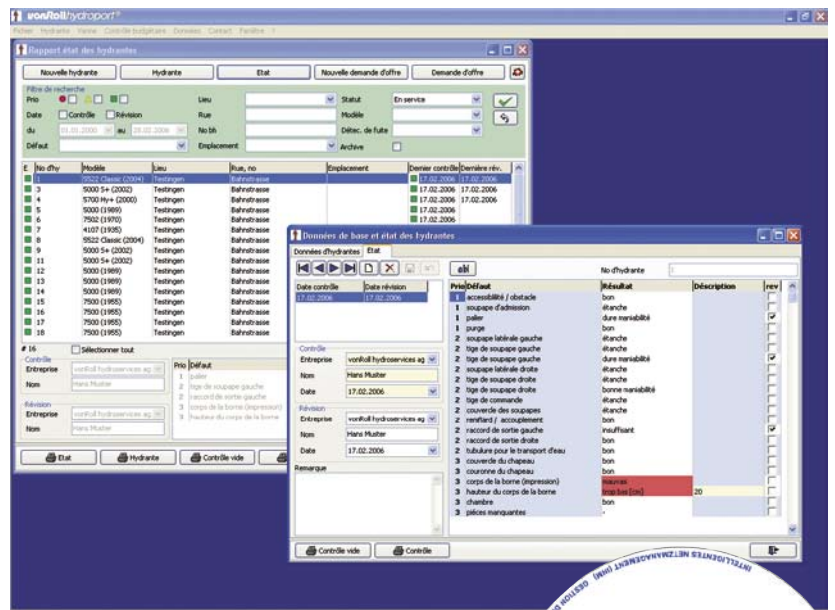 vonRoll hydroport®
Fichier Hydrante Vanne Contrôle budgétaire Données Contact Fenêtre ?
Rapport état des hydrantes
Nouvelle hydrante Hydrante Etat Nouvelle demande d'offre Demande d'offre
Filtre de recherche
Prio Lieu Statut En service
Date Contrôle Révision Rue Modèle
du 01.01.2000 au 28.02.2006 No bh Détec. de fuite
Défaut Emplacement Archive
E No d'hy Modèle Lieu Rue, no Emplacement Dernier contrôle Dernière rév.
1 5522 Classic (2004) Testingen Bahnstrasse 17.02.2006 17.02.2006
3 5000 S+ (2002) Testingen Bahnstrasse 17.02.2006 17.02.2006
4 5700 Hy+ (2000) Testingen Bahnstrasse 17.02.2006 17.02.2006
5 5000 (1989) Testingen Bahnstrasse 17.02.2006
6 7502 (1970) Testingen Bahnstrasse 17.02.2006
7 4107 (1935) Testingen Bahnstrasse
8 5522 Classic (2004) Testingen Bahnstrasse
9 5000 S+ (2002) Testingen Bahnstrasse
11 5000 S+ (2002) Testingen Bahnstrasse
12 5000 (1989) Testingen Bahnstrasse
13 5000 (1989) Testingen Bahnstrasse
14 5000 (1989) Testingen Bahnstrasse
15 7500 (1955) Testingen Bahnstrasse
16 7500 (1955) Testingen Bahnstrasse
17 7500 (1955) Testingen Bahnstrasse
18 7500 (1955) Testingen Bahnstrasse
# 16 Sélectionner tout
Contrôle
Entreprise vonRoll hydroservices ag
Nom Hans Muster
Révision
Entreprise vonRoll hydroservices ag
Nom Hans Muster
Prio Défaut
1 palier
2 tige de soupape gauche
2 raccord de sortie gauche
3 corps de la borne (impression)
3 hauteur du corps de la borne
Etat Hydrante Contrôle vide
Données de base et état des hydrantes
Données d'hydrantes Etat
abl No d'hydrante 1
Date contrôle Date révision
17.02.2006 17.02.2006
Contrôle
Entreprise vonRoll hydroservices ag
Nom Hans Muster
Date 17.02.2006
Révision
Entreprise vonRoll hydroservices ag
Nom Hans Muster
Date 17.02.2006
Remarque
Prio Défaut Résultat Déscription rev
1 accessibilité / obstacle bon
1 soupape d'admission étanche
1 palier dure maniabilité
1 purge bon
2 soupape latérale gauche étanche
2 tige de soupape gauche étanche
2 tige de soupape gauche dure maniabilité
2 soupape latérale droite étanche
2 tige de soupape droite étanche
2 tige de soupape droite bonne maniabilité
2 tige de commande étanche
2 couvercle des soupapes étanche
2 reniflard / accouplement bon
2 raccord de sortie gauche insuffisant
2 raccord de sortie droite bon
2 tubulure pour le transport d'eau bon
3 couvercle du chapeau bon
3 couronne du chapeau bon
3 corps de la borne (impression) mauvais
3 hauteur du corps de la borne trop bas [cm] 20
3 chambre bon
3 pièces manquantes -
Contrôle vide Contrôle
INTELLIGENTES NETZMANAGEMENT (INM) GESTION